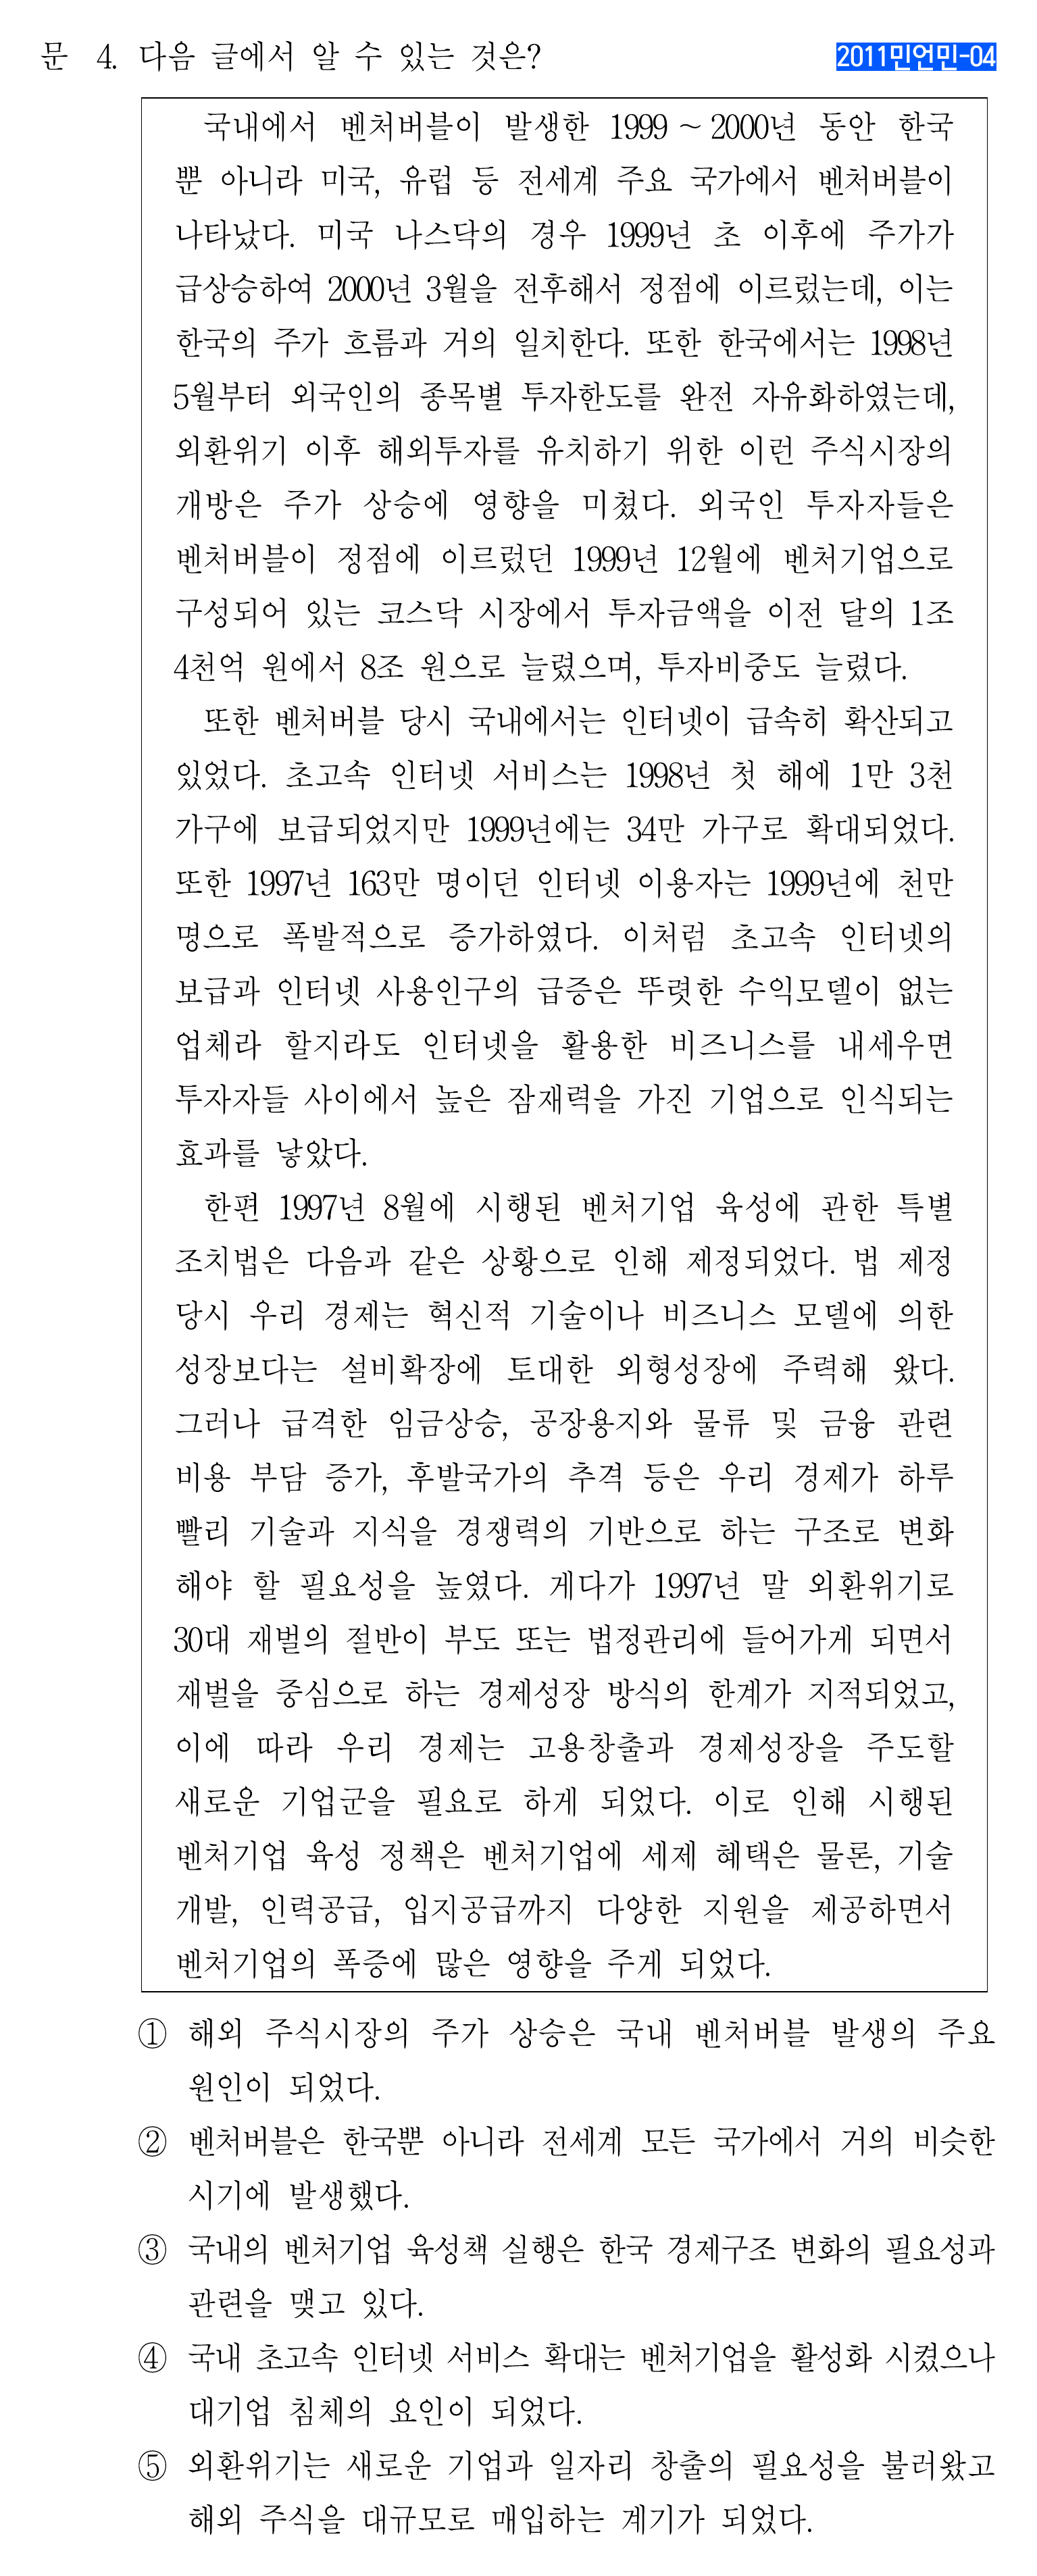 문 4. 다음 글에서 알 수 있는 것은?
2011민언민-04
국내에서 벤처버블이 발생한 1999 ~ 2000년 동안 한국
뿐 아니라 미국, 유럽 등 전세계 주요 국가에서 벤처버블이
나타났다. 미국 나스닥의 경우 1999년 초 이후에 주가가
급상승하여 2000년 3월을 전후해서 정점에 이르렀는데, 이는
한국의 주가 흐름과 거의 일치한다. 또한 한국에서는 1998년
5월부터 외국인의 종목별 투자한도를 완전 자유화하였는데,
외환위기 이후 해외투자를 유치하기 위한 이런 주식시장의
개방은 주가 상승에 영향을 미쳤다. 외국인 투자자들은
벤처버블이 정점에 이르렀던 1999년 12월에 벤처기업으로
구성되어 있는 코스닥 시장에서 투자금액을 이전 달의 1조
4천억 원에서 8조 원으로 늘렸으며, 투자비중도 늘렸다.
또한 벤처버블 당시 국내에서는 인터넷이 급속히 확산되고
있었다. 초고속 인터넷 서비스는 1998년 첫 해에 1만 3천
가구에 보급되었지만 1999년에는 34만 가구로 확대되었다.
또한 1997년 163만 명이던 인터넷 이용자는 1999년에 천만
명으로 폭발적으로 증가하였다. 이처럼 초고속 인터넷의
보급과 인터넷 사용인구의 급증은 뚜렷한 수익모델이 없는
업체라 할지라도 인터넷을 활용한 비즈니스를 내세우면
투자자들 사이에서 높은 잠재력을 가진 기업으로 인식되는
효과를 낳았다.
한편 1997년 8월에 시행된 벤처기업 육성에 관한 특별
조치법은 다음과 같은 상황으로 인해 제정되었다. 법 제정
당시 우리 경제는 혁신적 기술이나 비즈니스 모델에 의한
성장보다는 설비확장에 토대한 외형성장에 주력해 왔다.
그러나 급격한 임금상승, 공장용지와 물류 및 금융 관련
비용 부담 증가, 후발국가의 추격 등은 우리 경제가 하루
빨리 기술과 지식을 경쟁력의 기반으로 하는 구조로 변화
해야 할 필요성을 높였다. 게다가 1997년 말 외환위기로
30대 재벌의 절반이 부도 또는 법정관리에 들어가게 되면서
재벌을 중심으로 하는 경제성장 방식의 한계가 지적되었고,
이에 따라 우리 경제는 고용창출과 경제성장을 주도할
새로운 기업군을 필요로 하게 되었다. 이로 인해 시행된
벤처기업 육성 정책은 벤처기업에 세제 혜택은 물론, 기술
개발, 인력공급, 입지공급까지 다양한 지원을 제공하면서
벤처기업의 폭증에 많은 영향을 주게 되었다.
① 해외 주식시장의 주가 상승은 국내 벤처버블 발생의 주요
원인이 되었다.
② 벤처버블은 한국뿐 아니라 전세계 모든 국가에서 거의 비슷한
시기에 발생했다.
③ 국내의 벤처기업 육성책 실행은 한국 경제구조 변화의 필요성과
관련을 맺고 있다.
④ 국내 초고속 인터넷 서비스 확대는 벤처기업을 활성화 시켰으나
대기업 침체의 요인이 되었다.
⑤ 외환위기는 새로운 기업과 일자리 창출의 필요성을 불러왔고
해외 주식을 대규모로 매입하는 계기가 되었다.